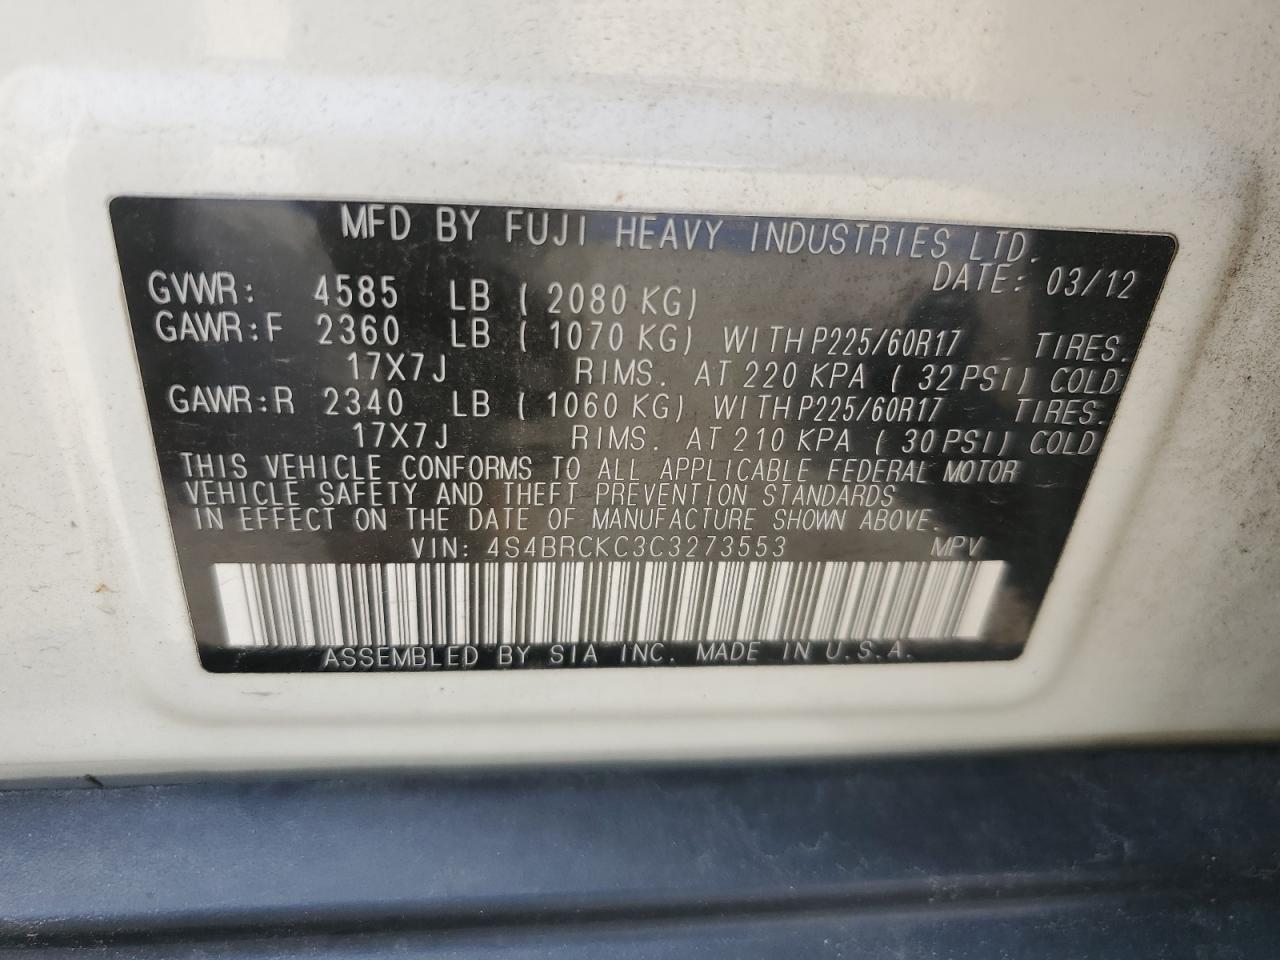 MFD BY FUJI HEAVY INDUSTRIES LTD.
DATE: 03/12
GVWR: 4585 LB ( 2080 KG)
GAWR:F 2360 LB ( 1070 KG) WITH P225/60R17 TIRES.
17X7J RIMS. AT 220 KPA ( 32 PSI) COLD
GAWR:R 2340 LB ( 1060 KG) WITH P225/60R17 TIRES.
17X7J RIMS. AT 210 KPA ( 30 PSI) COLD
THIS VEHICLE CONFORMS TO ALL APPLICABLE FEDERAL MOTOR
VEHICLE SAFETY AND THEFT PREVENTION STANDARDS
IN EFFECT ON THE DATE OF MANUFACTURE SHOWN ABOVE.
VIN: 4S4BRCKC3C3273553 MPV
ASSEMBLED BY SIA INC. MADE IN U.S.A.